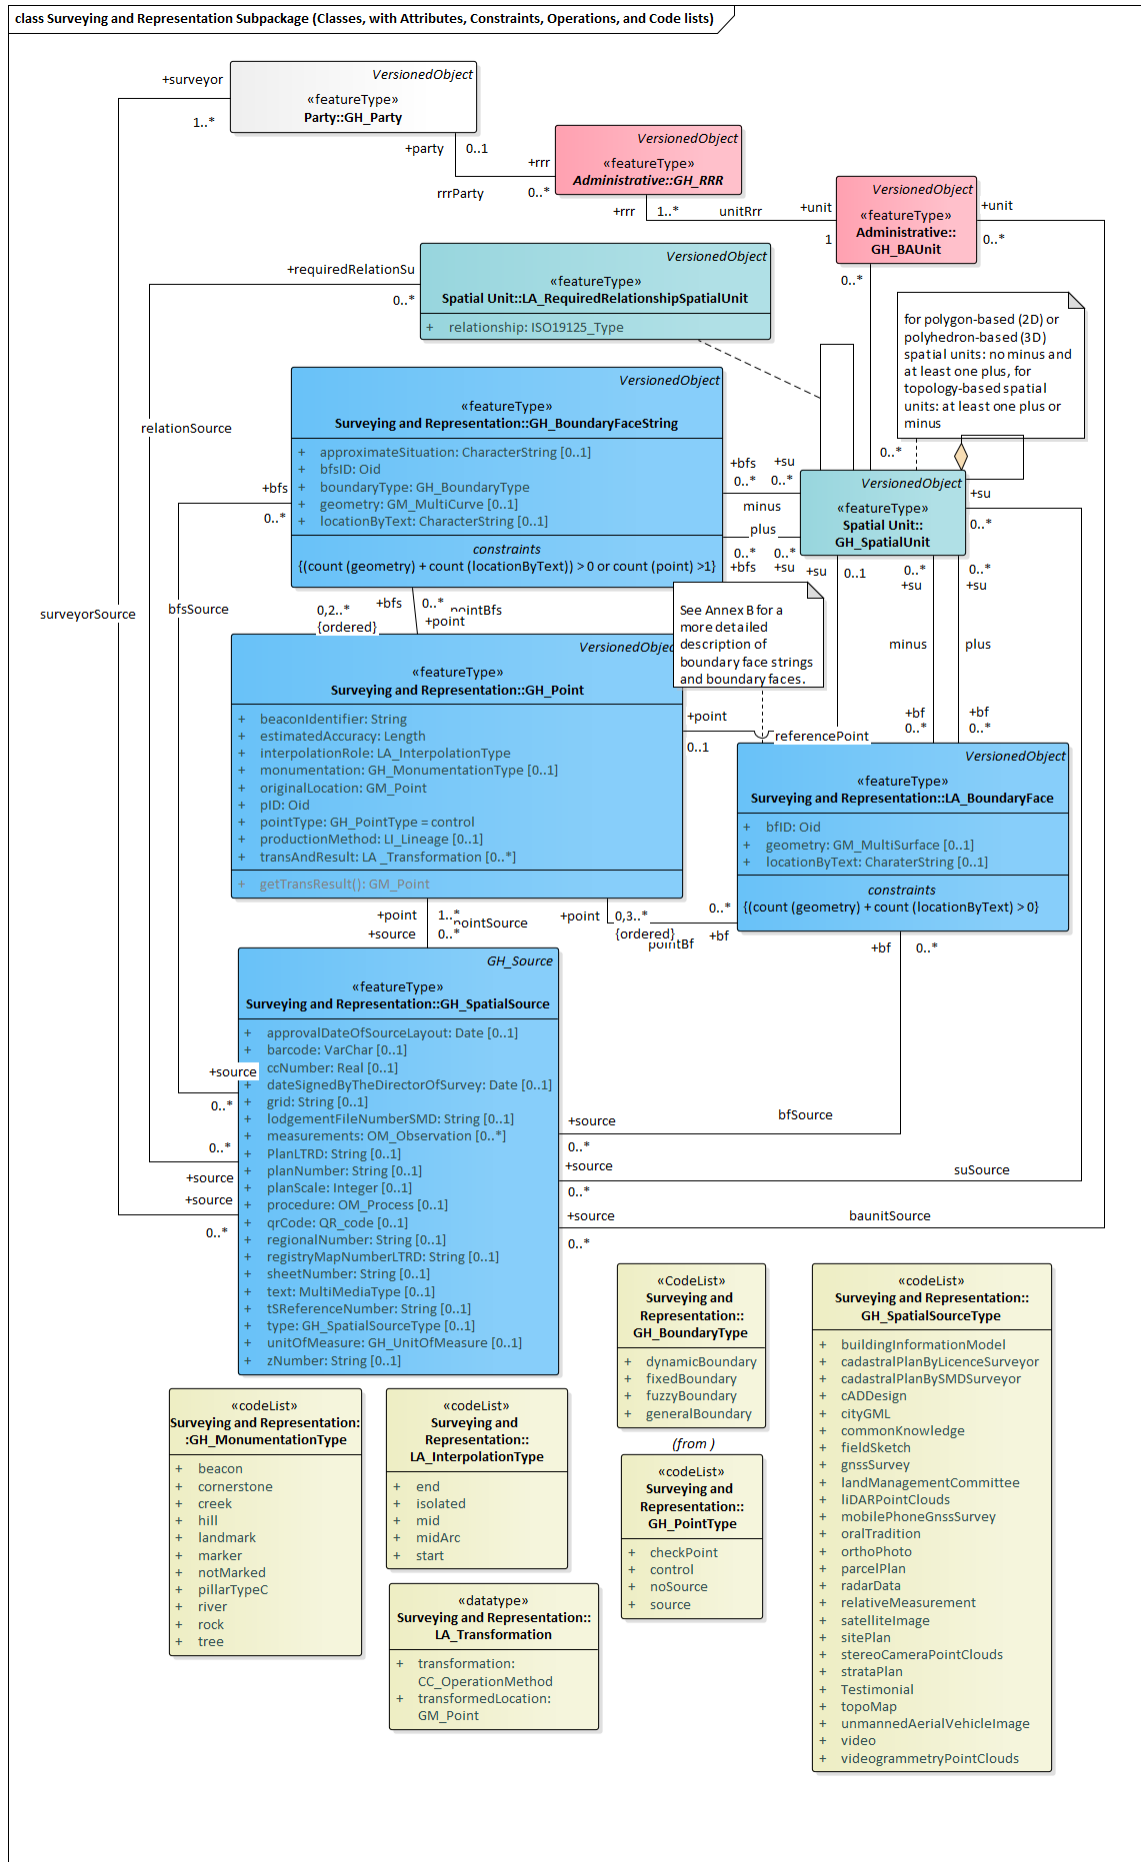 class Surveying and Representation Subpackage (Classes, with Attributes, Constraints, Operations, and Code lists)
VersionedObject
«featureType»
Party::GH_Party
+surveyor
1..*
+party
0..1
+rrr
rrrParty
0..*
VersionedObject
«featureType»
Administrative::GH_RRR
+rrr
1..*
unitRrr
+unit
1
VersionedObject
«featureType»
Administrative::
GH_BAUnit
+unit
0..*
0..*
+requiredRelationSu
0..*
VersionedObject
«featureType»
Spatial Unit::LA_RequiredRelationshipSpatialUnit
+ relationship: ISO19125_Type
for polygon-based (2D) or
polyhedron-based (3D)
spatial units: no minus and
at least one plus, for
topology-based spatial
units: at least one plus or
minus
relationSource
VersionedObject
«featureType»
Surveying and Representation::GH_BoundaryFaceString
+ approximateSituation: CharacterString [0..1]
+ bfsID: Oid
+ boundaryType: GH_BoundaryType
+ geometry: GM_MultiCurve [0..1]
+ locationByText: CharacterString [0..1]
constraints
{(count (geometry) + count (locationByText)) > 0 or count (point) >1}
+bfs
0..*
+bfs +su
0..* 0..*
minus
plus
0..* 0..*
+bfs +su
0..*
VersionedObject
«featureType»
Spatial Unit::
GH_SpatialUnit
+su
0..*
+su
0..1
0..*
+su
0..*
+su
minus
plus
+bf
0..*
+bf
0..*
surveyorSource
bfsSource
0,2..*
{ordered}
+bfs
0..*
pointBfs
+point
See Annex B for a
more detailed
description of
boundary face strings
and boundary faces.
VersionedObject
«featureType»
Surveying and Representation::GH_Point
+ beaconIdentifier: String
+ estimatedAccuracy: Length
+ interpolationRole: LA_InterpolationType
+ monumentation: GH_MonumentationType [0..1]
+ originalLocation: GM_Point
+ pID: Oid
+ pointType: GH_PointType = control
+ productionMethod: LI_Lineage [0..1]
+ transAndResult: LA _Transformation [0..*]
+ getTransResult(): GM_Point
+point
0..1
referencePoint
VersionedObject
«featureType»
Surveying and Representation::LA_BoundaryFace
+ bfID: Oid
+ geometry: GM_MultiSurface [0..1]
+ locationByText: CharaterString [0..1]
constraints
{(count (geometry) + count (locationByText) > 0}
+point
1..*
pointSource
+source
0..*
+point
0,3..*
{ordered}
pointBf
0..*
+bf
+bf
0..*
GH_Source
«featureType»
Surveying and Representation::GH_SpatialSource
+ approvalDateOfSourceLayout: Date [0..1]
+ barcode: VarChar [0..1]
+ ccNumber: Real [0..1]
+ dateSignedByTheDirectorOfSurvey: Date [0..1]
+ grid: String [0..1]
+ lodgementFileNumberSMD: String [0..1]
+ measurements: OM_Observation [0..*]
+ PlanLTRD: String [0..1]
+ planNumber: String [0..1]
+ planScale: Integer [0..1]
+ procedure: OM_Process [0..1]
+ qrCode: QR_code [0..1]
+ regionalNumber: String [0..1]
+ registryMapNumberLTRD: String [0..1]
+ sheetNumber: String [0..1]
+ text: MultiMediaType [0..1]
+ tSReferenceNumber: String [0..1]
+ type: GH_SpatialSourceType [0..1]
+ unitOfMeasure: GH_UnitOfMeasure [0..1]
+ zNumber: String [0..1]
+source
0..*
0..*
+source
+source
0..*
+source
bfSource
0..*
+source
suSource
0..*
+source
baunitSource
0..*
«codeList»
Surveying and Representation:
:GH_MonumentationType
+ beacon
+ cornerstone
+ creek
+ hill
+ landmark
+ marker
+ notMarked
+ pillarTypeC
+ river
+ rock
+ tree
«codeList»
Surveying and
Representation::
LA_InterpolationType
+ end
+ isolated
+ mid
+ midArc
+ start
«datatype»
Surveying and Representation::
LA_Transformation
+ transformation:
CC_OperationMethod
+ transformedLocation:
GM_Point
«CodeList»
Surveying and
Representation::
GH_BoundaryType
+ dynamicBoundary
+ fixedBoundary
+ fuzzyBoundary
+ generalBoundary
(from )
«codeList»
Surveying and
Representation::
GH_PointType
+ checkPoint
+ control
+ noSource
+ source
«codeList»
Surveying and Representation::
GH_SpatialSourceType
+ buildingInformationModel
+ cadastralPlanByLicenceSurveyor
+ cadastralPlanBySMDSurveyor
+ cADDesign
+ cityGML
+ commonKnowledge
+ fieldSketch
+ gnssSurvey
+ landManagementCommittee
+ liDARPointClouds
+ mobilePhoneGnssSurvey
+ oralTradition
+ orthoPhoto
+ parcelPlan
+ radarData
+ relativeMeasurement
+ satelliteImage
+ sitePlan
+ stereoCameraPointClouds
+ strataPlan
+ Testimonial
+ topoMap
+ unmannedAerialVehicleImage
+ video
+ videogrammetryPointClouds